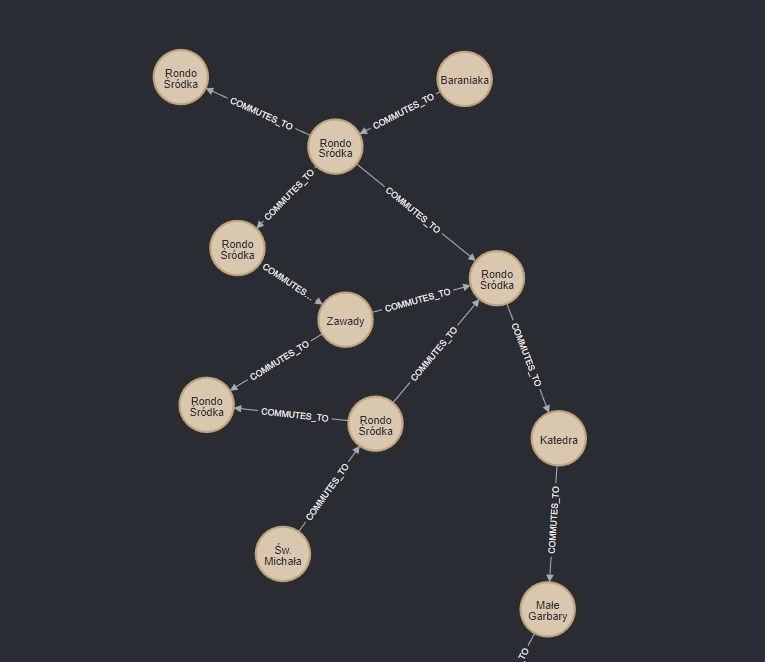 Rondo
Śródka
Baraniaka
COMMUTES_TO
COMMUTES_TO
Rondo
Śródka
COMMUTES_TO
COMMUTES_TO
Rondo
Śródka
Rondo
Śródka
COMMUTES...
COMMUTES_TO
Zawady
COMMUTES_TO
COMMUTES_TO
COMMUTES_TO
Rondo
Śródka
COMMUTES_TO
Rondo
Śródka
Katedra
COMMUTES_TO
COMMUTES_TO
Św.
Michała
Małe
Garbary
_TO